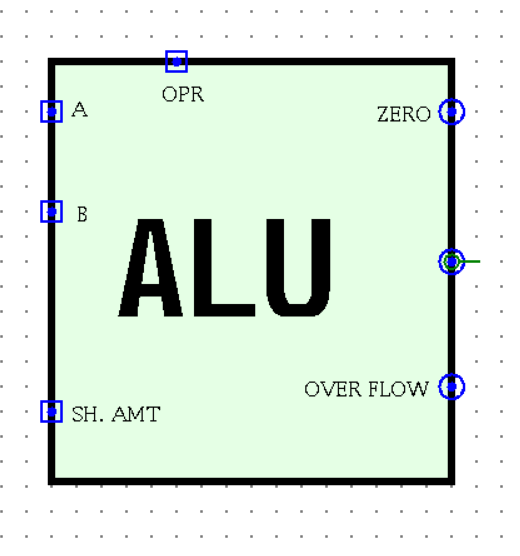 OPR
A
ZERO
B
ALU
OVER FLOW
SH. AMT